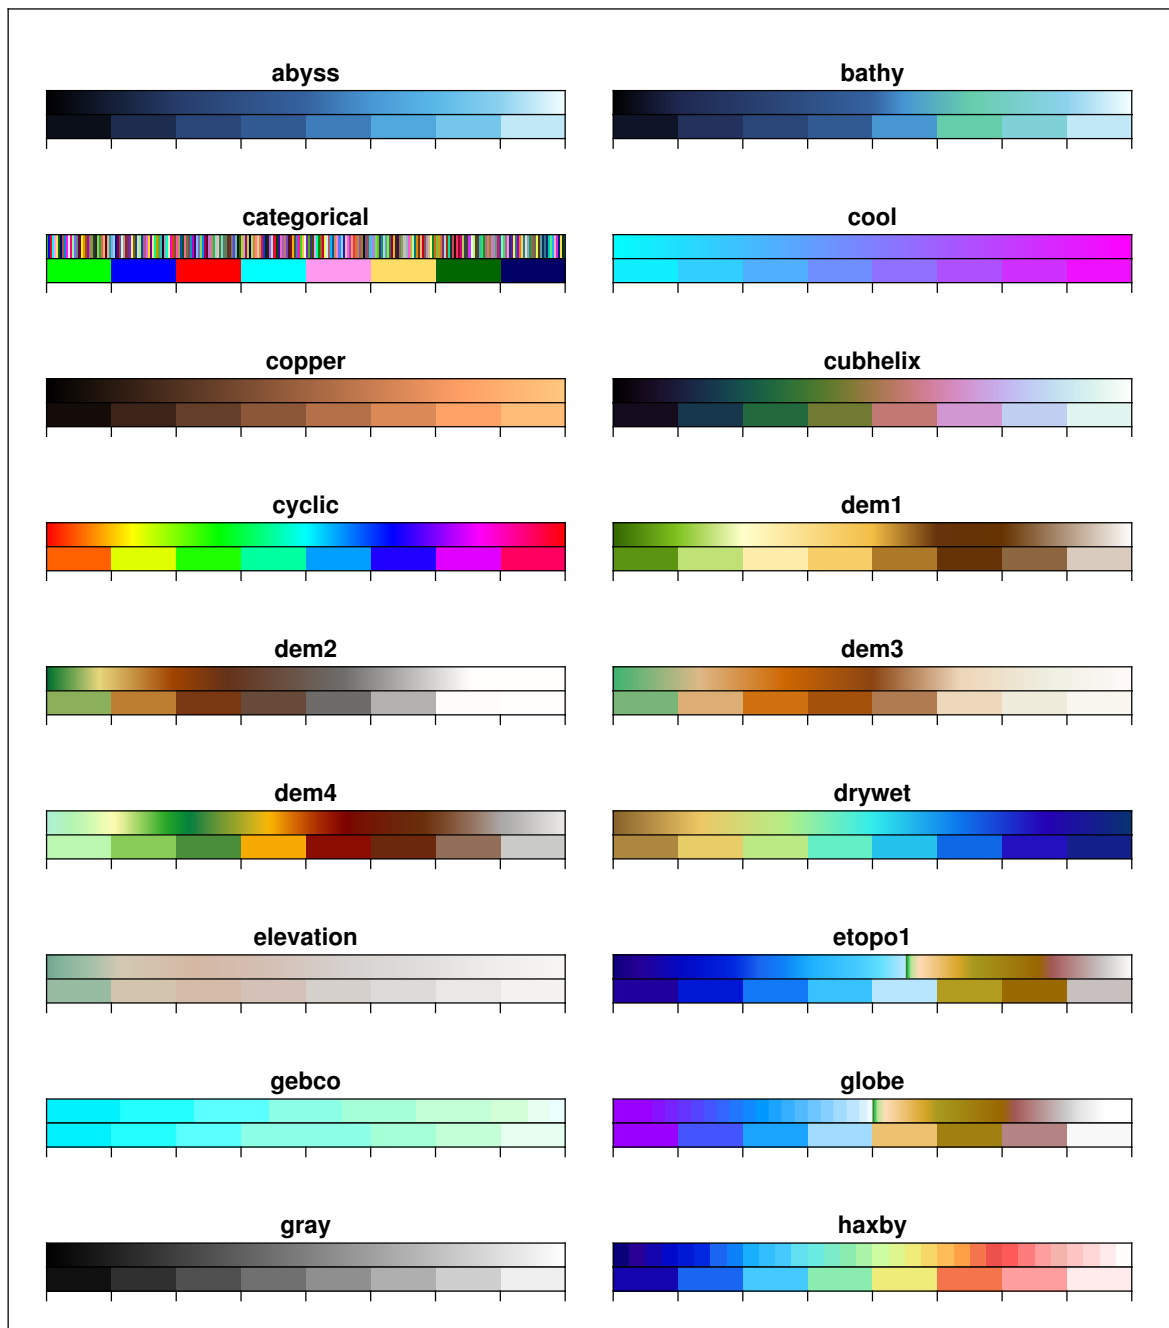 abyss
bathy
categorical
cool
copper
cubhelix
cyclic
dem1
dem2
dem3
dem4
drywet
elevation
etopo1
gebco
globe
gray
haxby